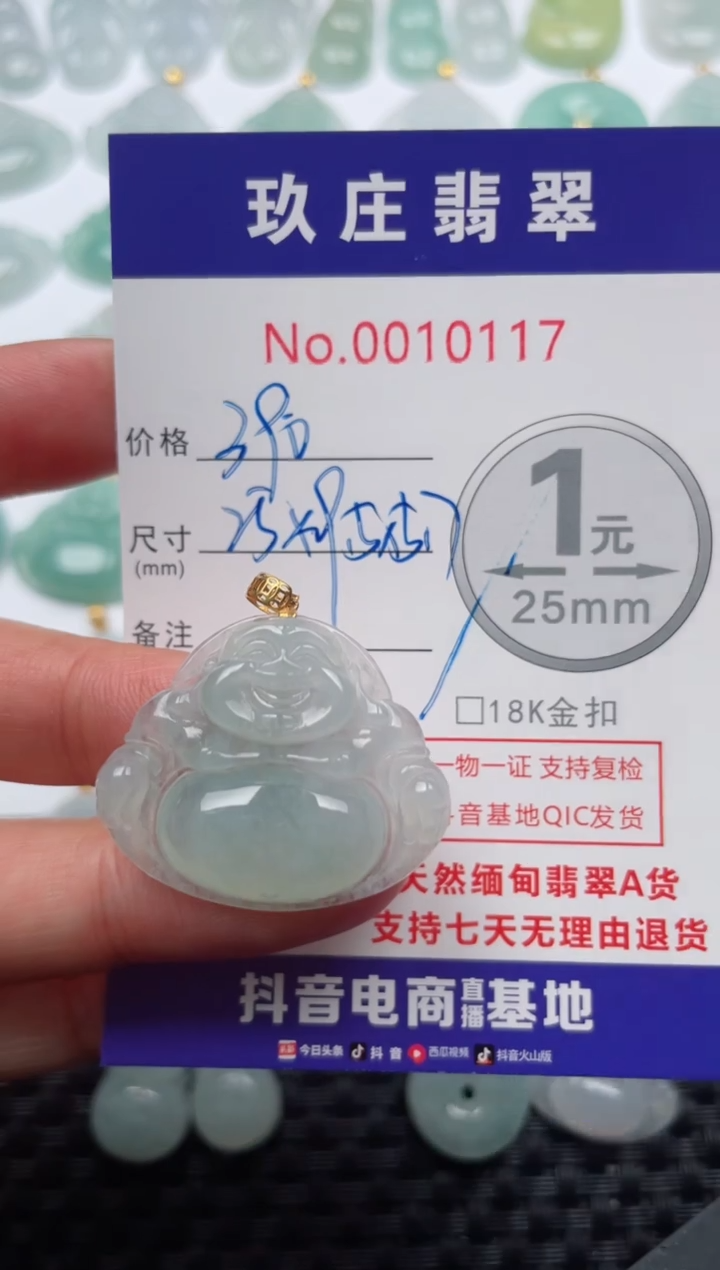 玖庄翡翠
No.0010117
价格
尺寸
(mm)
备注
1元
25mm
□18K金扣
一物一证 支持复检
音基地QIC发货
天然缅甸翡翠A货
支持七天无理由退货
抖音电商直播基地
今日头条 抖音 西瓜视频 抖音火山版